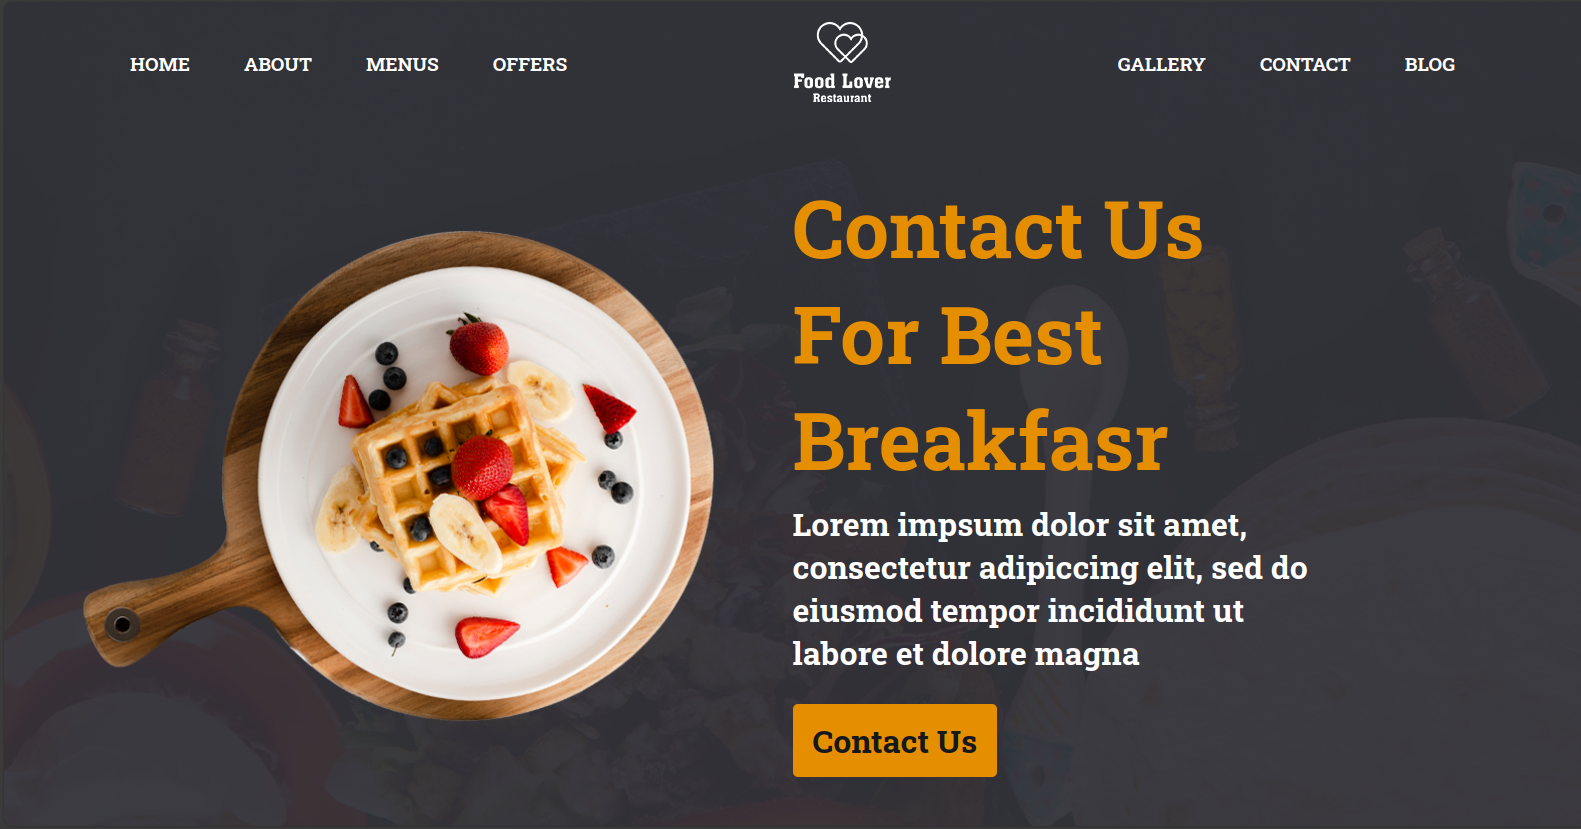 HOME ABOUT MENUS OFFERS
Food Lover
Restaurant
GALLERY CONTACT BLOG
Contact Us
For Best
Breakfasr
Lorem impsum dolor sit amet,
consectetur adipiccing elit, sed do
eiusmod tempor incididunt ut
labore et dolore magna
Contact Us